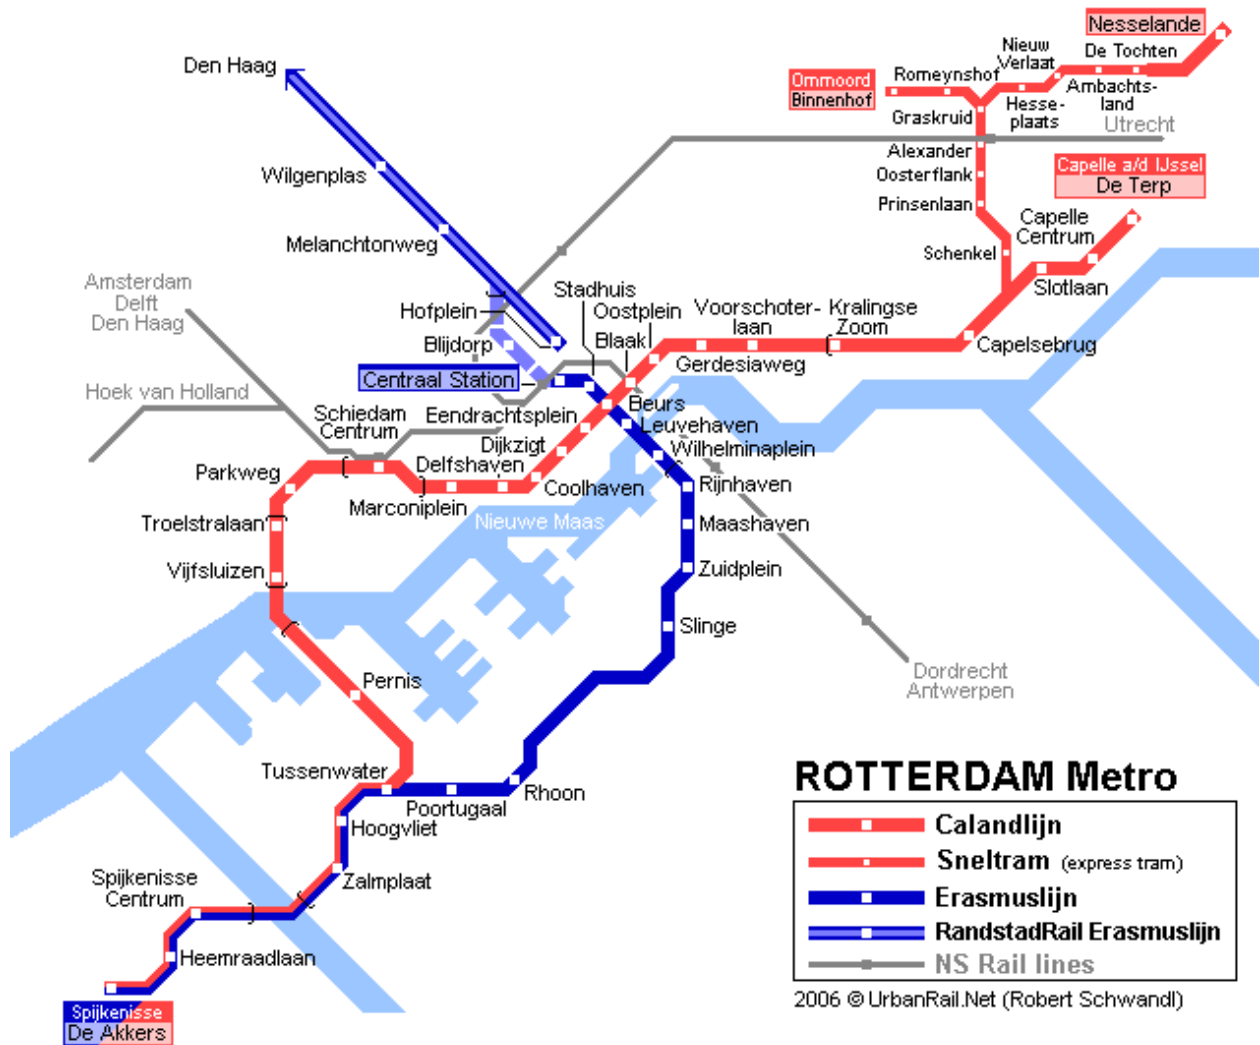 Nesselande
Den Haag
Nieuw
Verlaat
De Tochten
Ommoord
Binnenhof
Romeynshof
Hesse-
plaats
Ambachts-
land
Graskruid
Utrecht
Alexander
Capelle a/d IJssel
De Terp
Wilgenplas
Oosterflank
Prinsenlaan
Capelle
Centrum
Melanchtonweg
Schenkel
Slotlaan
Amsterdam
Delft
Den Haag
Hofplein
Stadhuis
Oostplein
Blaak
Voorschoter-
laan
Kralingse
Zoom
Blijdorp
Gerdesiaweg
Capelsebrug
Centraal Station
Hoek van Holland
Schiedam
Centrum
Eendrachtsplein
Beurs
Leuvehaven
Dijkzigt
Wilhelminaplein
Parkweg
Delfshaven
Coolhaven
Rijnhaven
Marconiplein
Troelstralaan
Nieuwe Maas
Maashaven
Vijfsluizen
Zuidplein
Slinge
Pernis
Dordrecht
Antwerpen
Tussenwater
Poortugaal
Rhoon
Hoogvliet
Zalmplaat
Spijkenisse
Centrum
Heemraadlaan
Spijkenisse
De Akkers
ROTTERDAM Metro
Calandlijn
Sneltram (express tram)
Erasmuslijn
RandstadRail Erasmuslijn
NS Rail lines
2006 © UrbanRail.Net (Robert Schwandl)